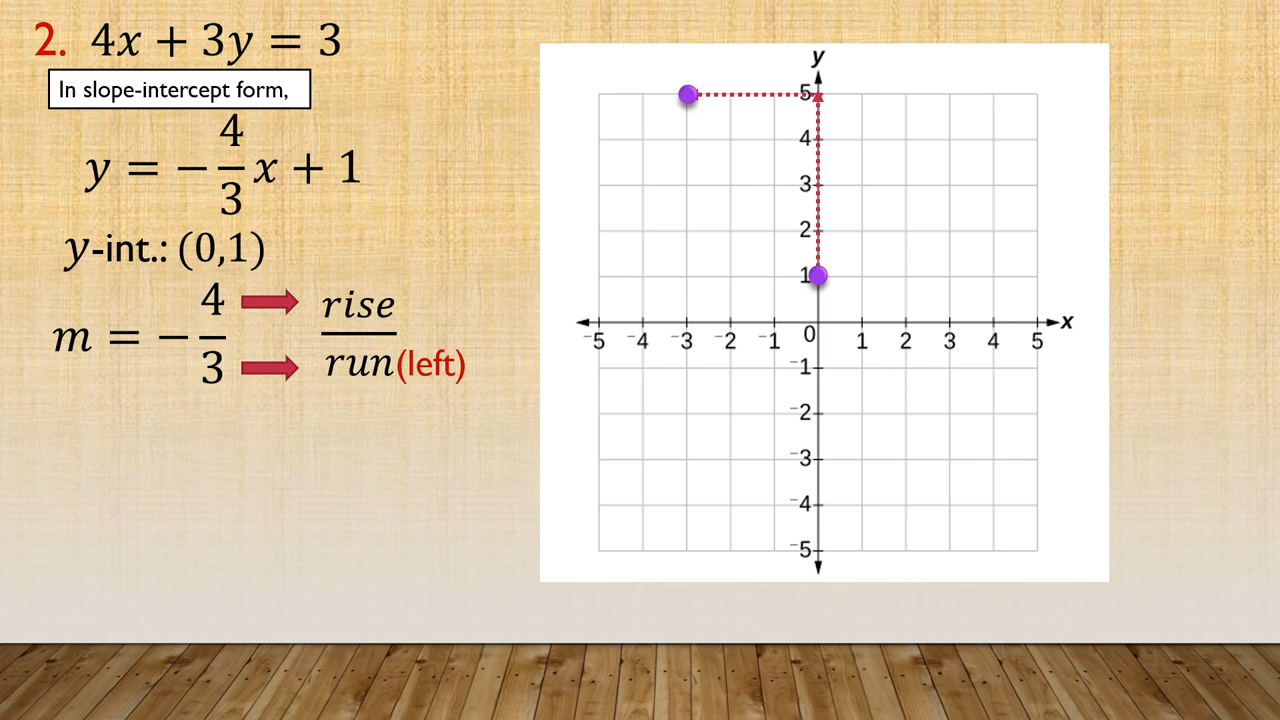 2. 4x + 3y = 3
In slope-intercept form,
y = −4/3 x + 1
y-int.: (0,1)
m = −4/3 rise/run(left)
y
5
4
3
2
1
0
x
⁻5 ⁻4 ⁻3 ⁻2 ⁻1 1 2 3 4 5
⁻1
⁻2
⁻3
⁻4
⁻5